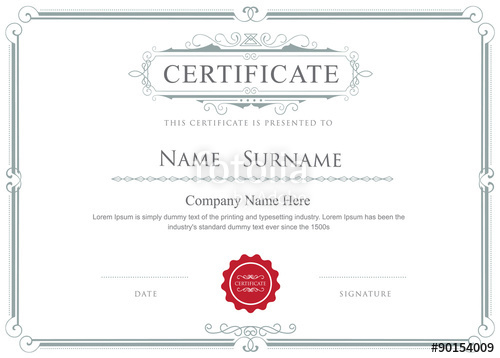 CERTIFICATE
THIS CERTIFICATE IS PRESENTED TO
NAME SURNAME
fotolia
Company Name Here
Lorem Ipsum is simply dummy text of the printing and typesetting industry. Lorem Ipsum has been the
industry's standard dummy text ever since the 1500s
CERTIFICATE
DATE
SIGNATURE
#90154009